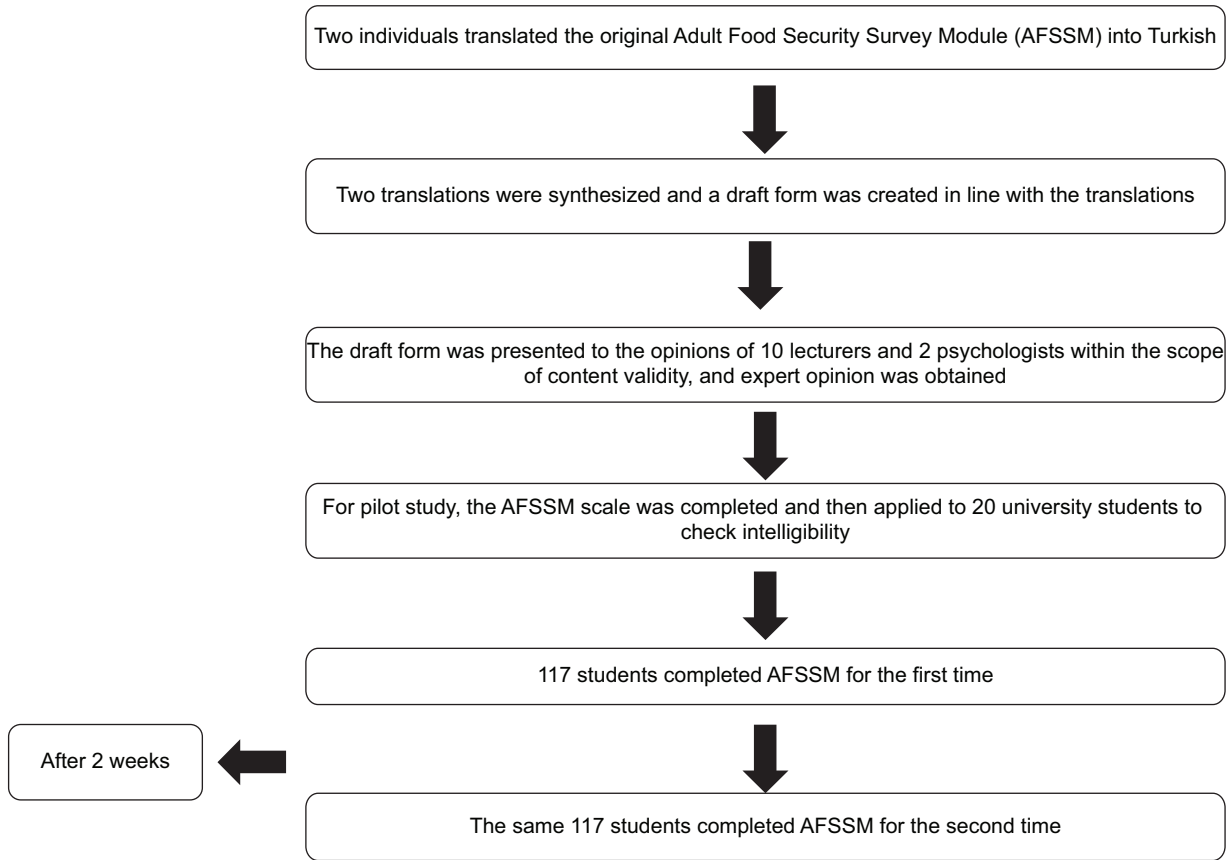 Two individuals translated the original Adult Food Security Survey Module (AFSSM) into Turkish
Two translations were synthesized and a draft form was created in line with the translations
The draft form was presented to the opinions of 10 lecturers and 2 psychologists within the scope
of content validity, and expert opinion was obtained
For pilot study, the AFSSM scale was completed and then applied to 20 university students to
check intelligibility
117 students completed AFSSM for the first time
After 2 weeks
The same 117 students completed AFSSM for the second time